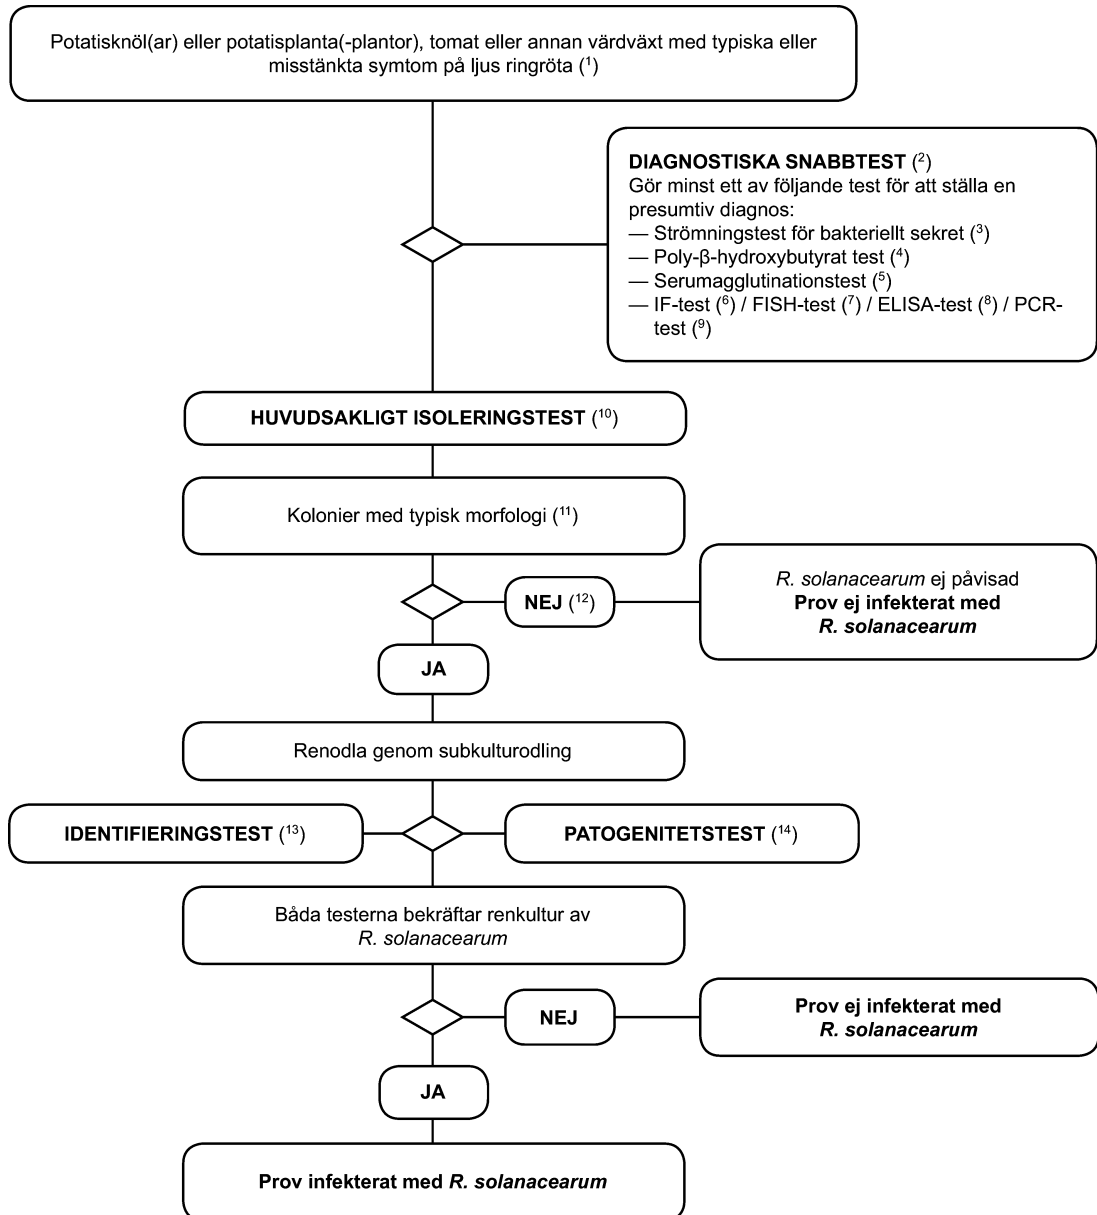 Potatisknöl(ar) eller potatisplanta(-plantor), tomat eller annan värdväxt med typiska eller
misstänkta symtom på ljus ringröta (¹)
DIAGNOSTISKA SNABBTEST (²)
Gör minst ett av följande test för att ställa en
presumtiv diagnos:
— Strömningstest för bakteriellt sekret (³)
— Poly-β-hydroxybutyrat test (⁴)
— Serumagglutinationstest (⁵)
— IF-test (⁶) / FISH-test (⁷) / ELISA-test (⁸) / PCR-
test (⁹)
HUVUDSAKLIGT ISOLERINGSTEST (¹⁰)
Kolonier med typisk morfologi (¹¹)
NEJ (¹²)
R. solanacearum ej påvisad
Prov ej infekterat med
R. solanacearum
JA
Renodla genom subkulturodling
IDENTIFIERINGSTEST (¹³)
PATOGENITETSTEST (¹⁴)
Båda testerna bekräftar renkultur av
R. solanacearum
NEJ
Prov ej infekterat med
R. solanacearum
JA
Prov infekterat med R. solanacearum